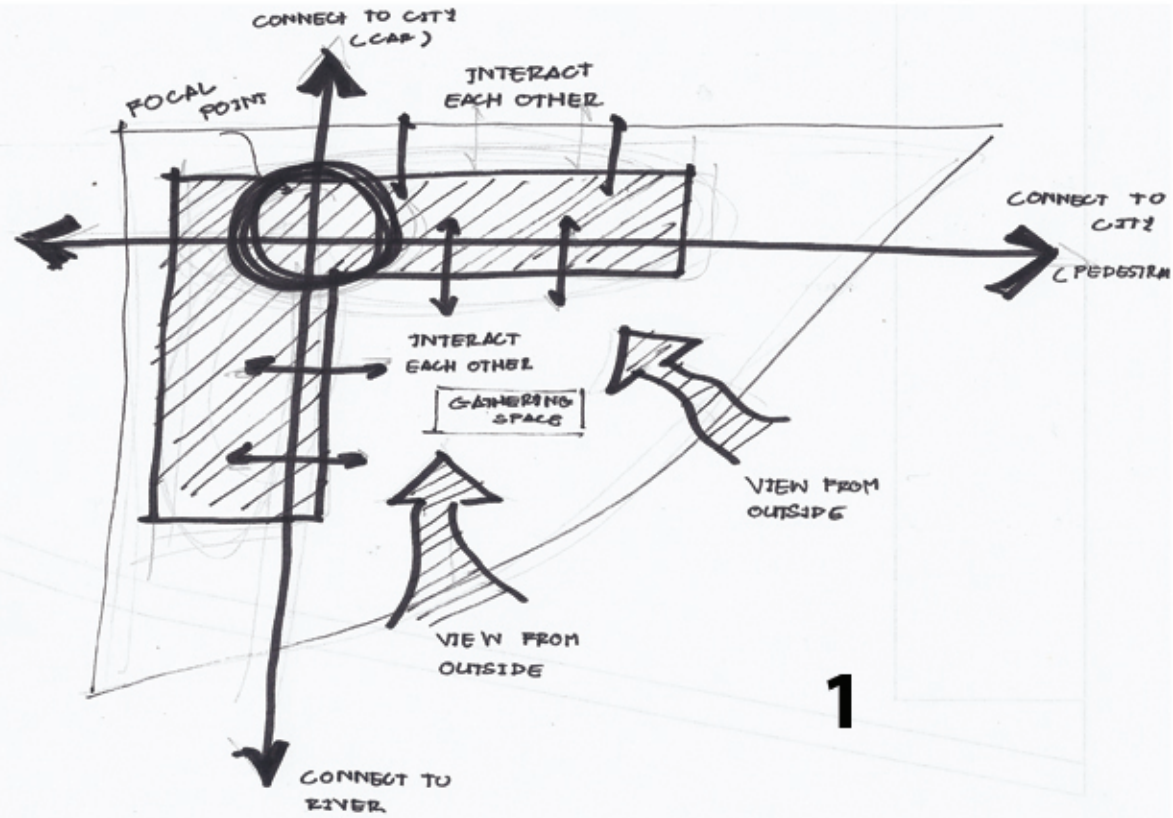 CONNECT TO CITY
(CAR)
FOCAL
POINT
INTERACT
EACH OTHER
CONNECT TO
CITY
(PEDESTRIA
INTERACT
EACH OTHER
GATHERING
SPACE
VIEW FROM
OUTSIDE
VIEW FROM
OUTSIDE
1
CONNECT TO
RIVER